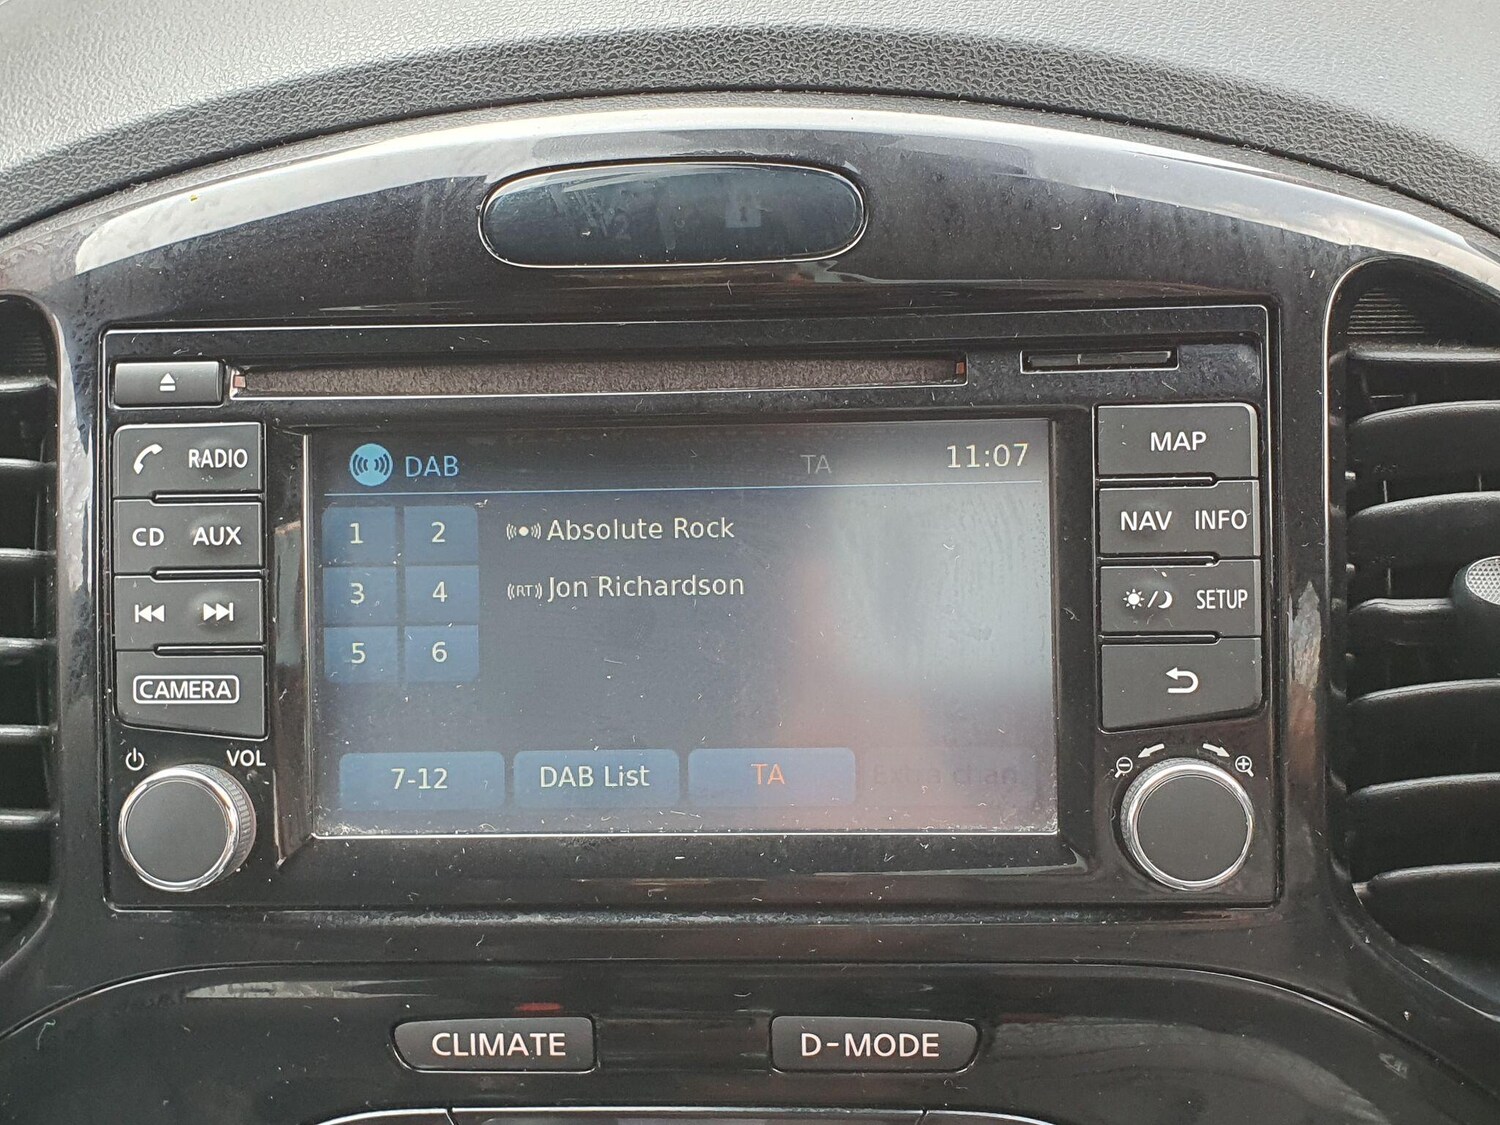 RADIO
CD AUX
CAMERA
VOL
DAB TA 11:07
1 2
3 4
5 6
Absolute Rock
(RT) Jon Richardson
7-12 DAB List TA
MAP
NAV INFO
SETUP
CLIMATE D-MODE